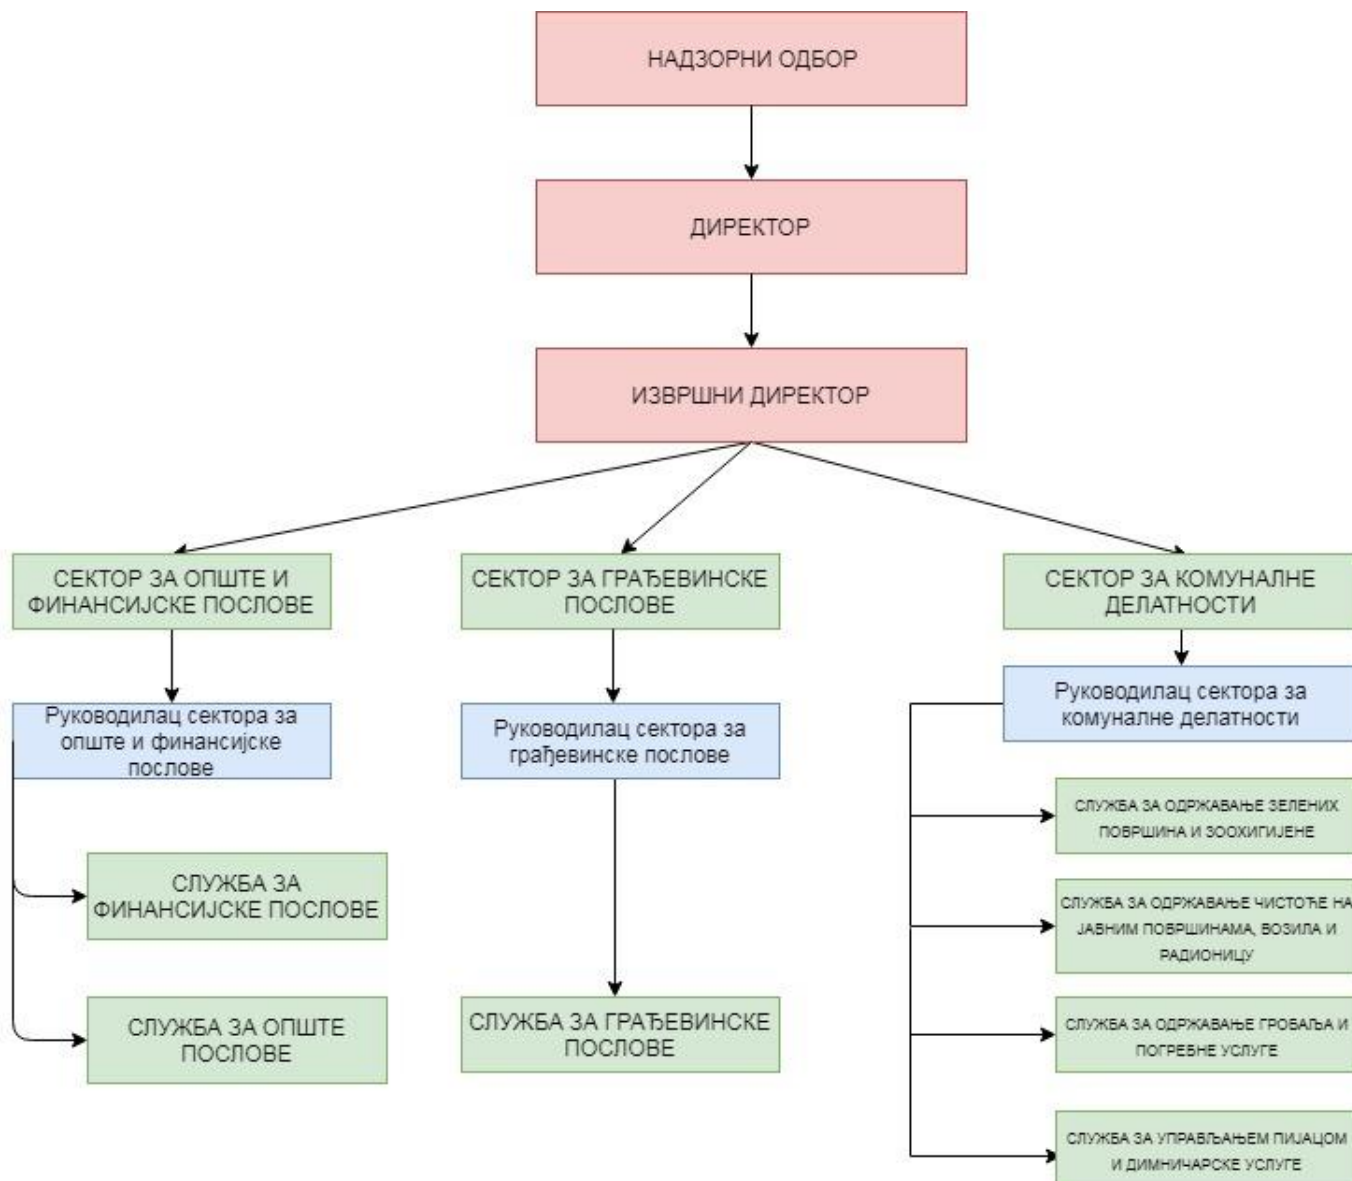 НАДЗОРНИ ОДБОР
ДИРЕКТОР
ИЗВРШНИ ДИРЕКТОР
СЕКТОР ЗА ОПШТЕ И
ФИНАНСИЈСКЕ ПОСЛОВЕ
Руководилац сектора за
опште и финансијске
послове
СЛУЖБА ЗА
ФИНАНСИЈСКЕ ПОСЛОВЕ
СЛУЖБА ЗА ОПШТЕ
ПОСЛОВЕ
СЕКТОР ЗА ГРАЂЕВИНСКЕ
ПОСЛОВЕ
Руководилац сектора за
грађевинске послове
СЛУЖБА ЗА ГРАЂЕВИНСКЕ
ПОСЛОВЕ
СЕКТОР ЗА КОМУНАЛНЕ
ДЕЛАТНОСТИ
Руководилац сектора за
комуналне делатности
СЛУЖБА ЗА ОДРЖАВАЊЕ ЗЕЛЕНИХ
ПОВРШИНА И ЗООХИГИЈЕНЕ
СЛУЖБА ЗА ОДРЖАВАЊЕ ЧИСТОЋЕ НА
ЈАВНИМ ПОВРШИНАМА, ВОЗИЛА И
РАДИОНИЦУ
СЛУЖБА ЗА ОДРЖАВАЊЕ ГРОБАЉА И
ПОГРЕБНЕ УСЛУГЕ
СЛУЖБА ЗА УПРАВЉАЊЕМ ПИЈАЦОМ
И ДИМНИЧАРСКЕ УСЛУГЕ